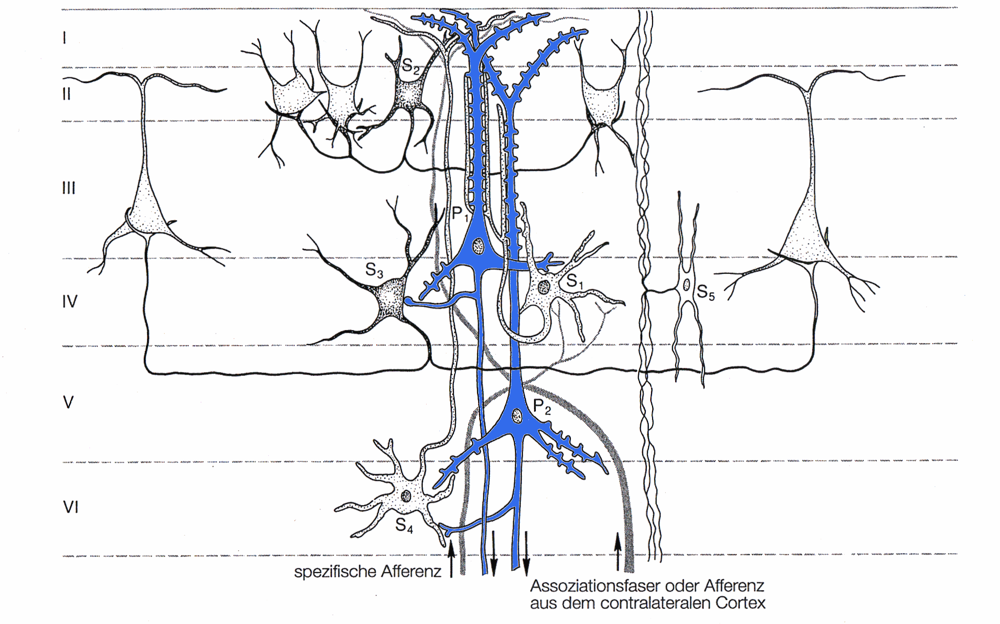 I
S2
II
III
P1
S3
S1
IV
S5
V
P2
VI
S4
spezifische Afferenz
Assoziationsfaser oder Afferenz
aus dem contralateralen Cortex